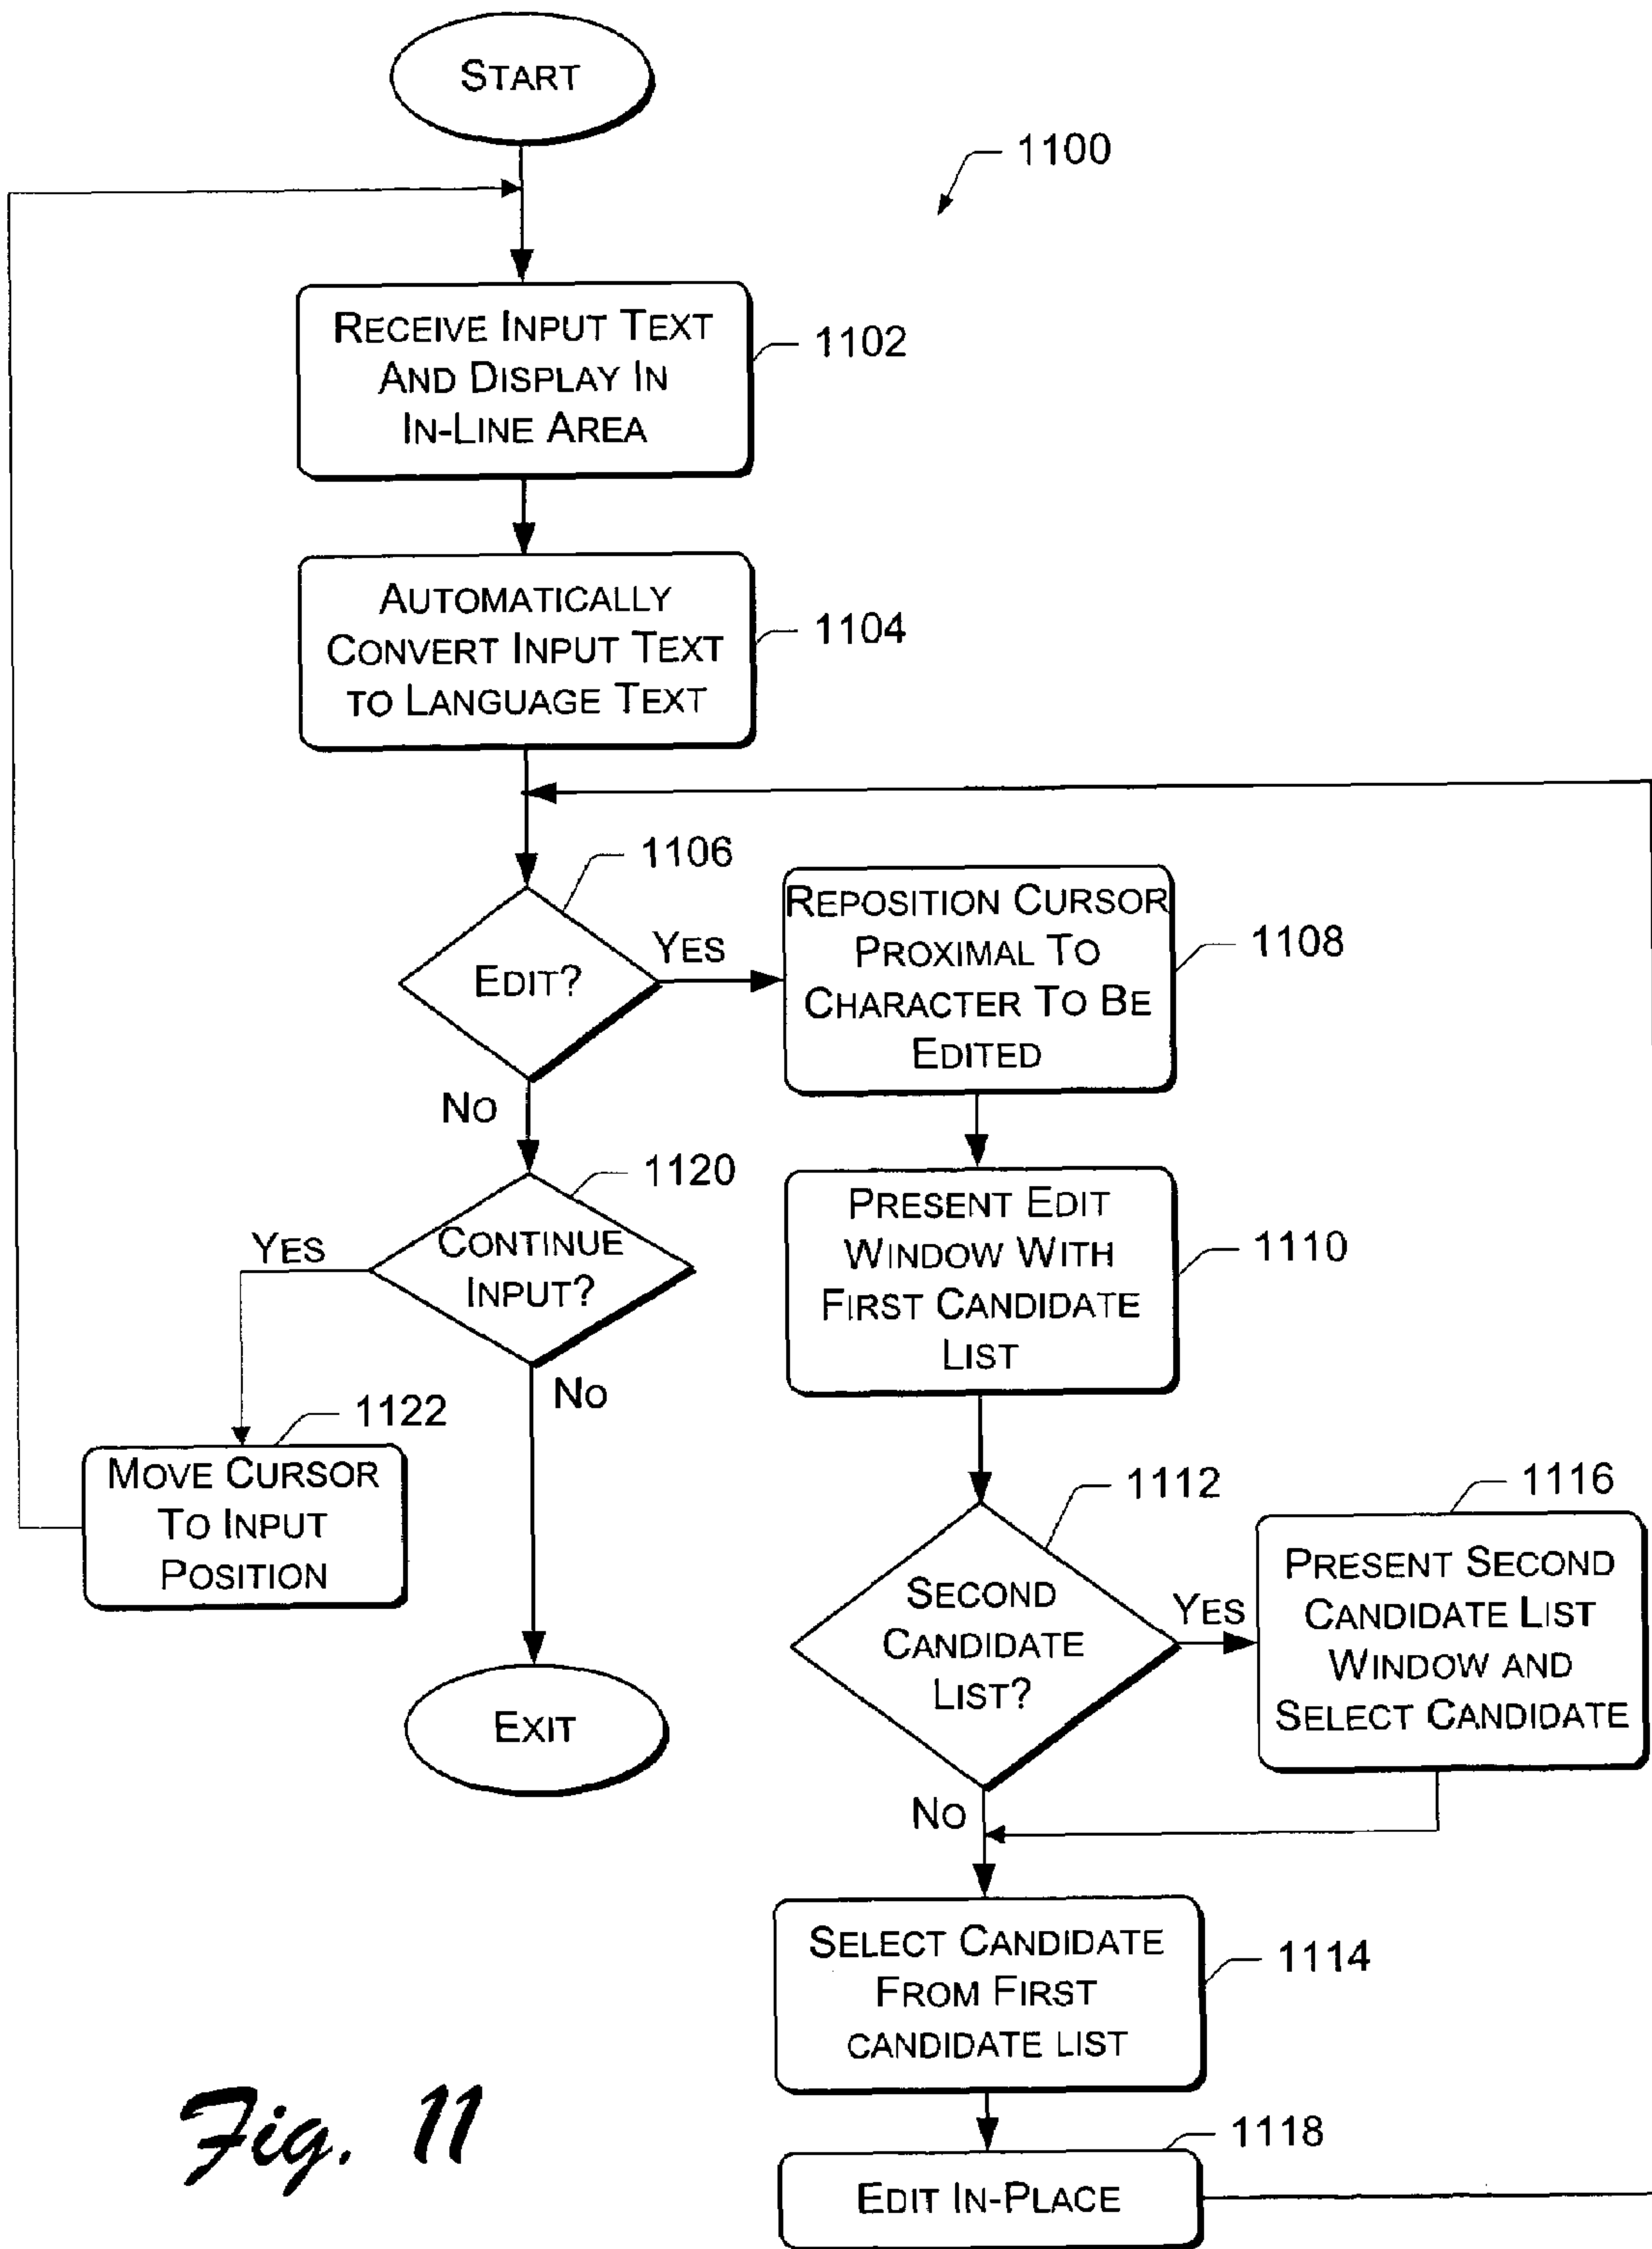 START
1100
RECEIVE INPUT TEXT
AND DISPLAY IN
IN-LINE AREA
1102
AUTOMATICALLY
CONVERT INPUT TEXT
TO LANGUAGE TEXT
1104
1106
EDIT?
YES
NO
REPOSITION CURSOR
PROXIMAL TO
CHARACTER TO BE
EDITED
1108
1120
CONTINUE
INPUT?
YES
NO
PRESENT EDIT
WINDOW WITH
FIRST CANDIDATE
LIST
1110
1122
MOVE CURSOR
TO INPUT
POSITION
EXIT
1112
SECOND
CANDIDATE
LIST?
YES
NO
1116
PRESENT SECOND
CANDIDATE LIST
WINDOW AND
SELECT CANDIDATE
SELECT CANDIDATE
FROM FIRST
CANDIDATE LIST
1114
1118
EDIT IN-PLACE
Fig. 11